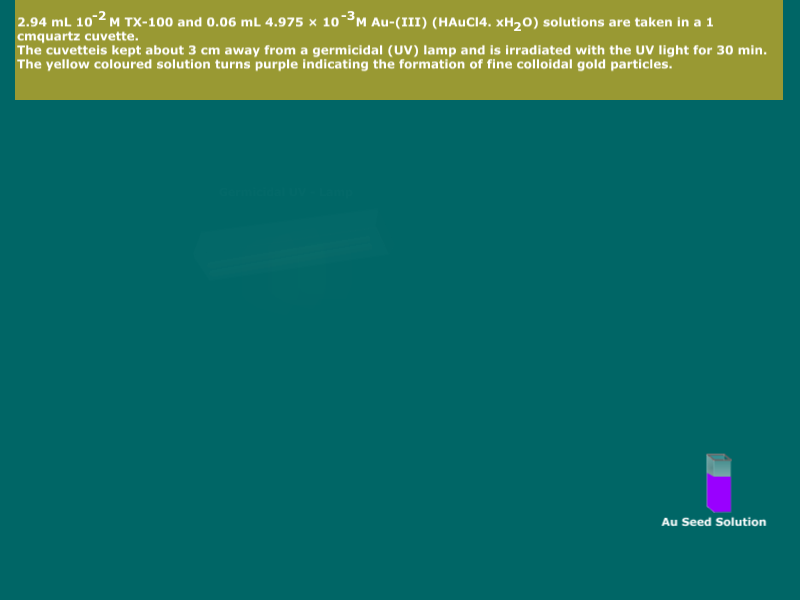 2.94 mL 10⁻² M TX-100 and 0.06 mL 4.975 × 10⁻³M Au-(III) (HAuCl4. xH₂O) solutions are taken in a 1
cmquartz cuvette.
The cuvetteis kept about 3 cm away from a germicidal (UV) lamp and is irradiated with the UV light for 30 min.
The yellow coloured solution turns purple indicating the formation of fine colloidal gold particles.
Au Seed Solution